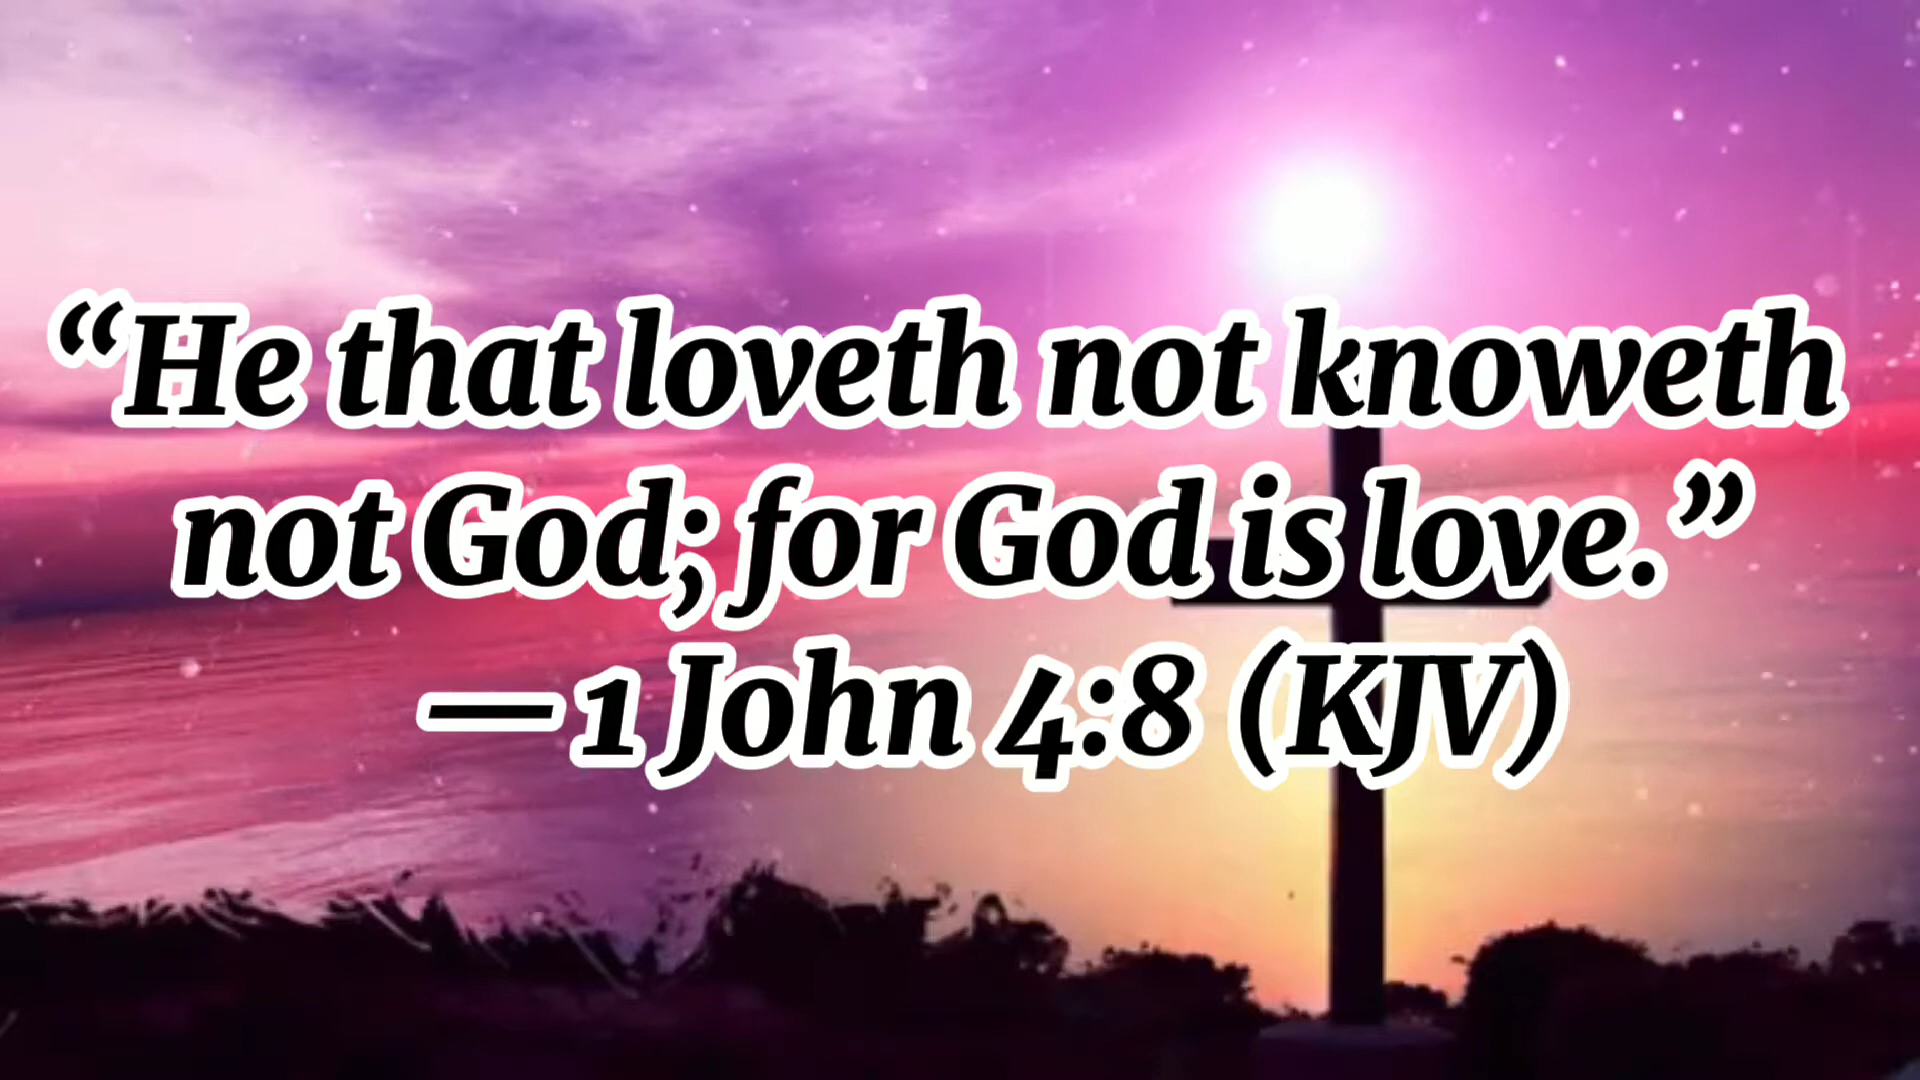 “He that loveth not knoweth
not God; for God is love.”
—1 John 4:8 (KJV)